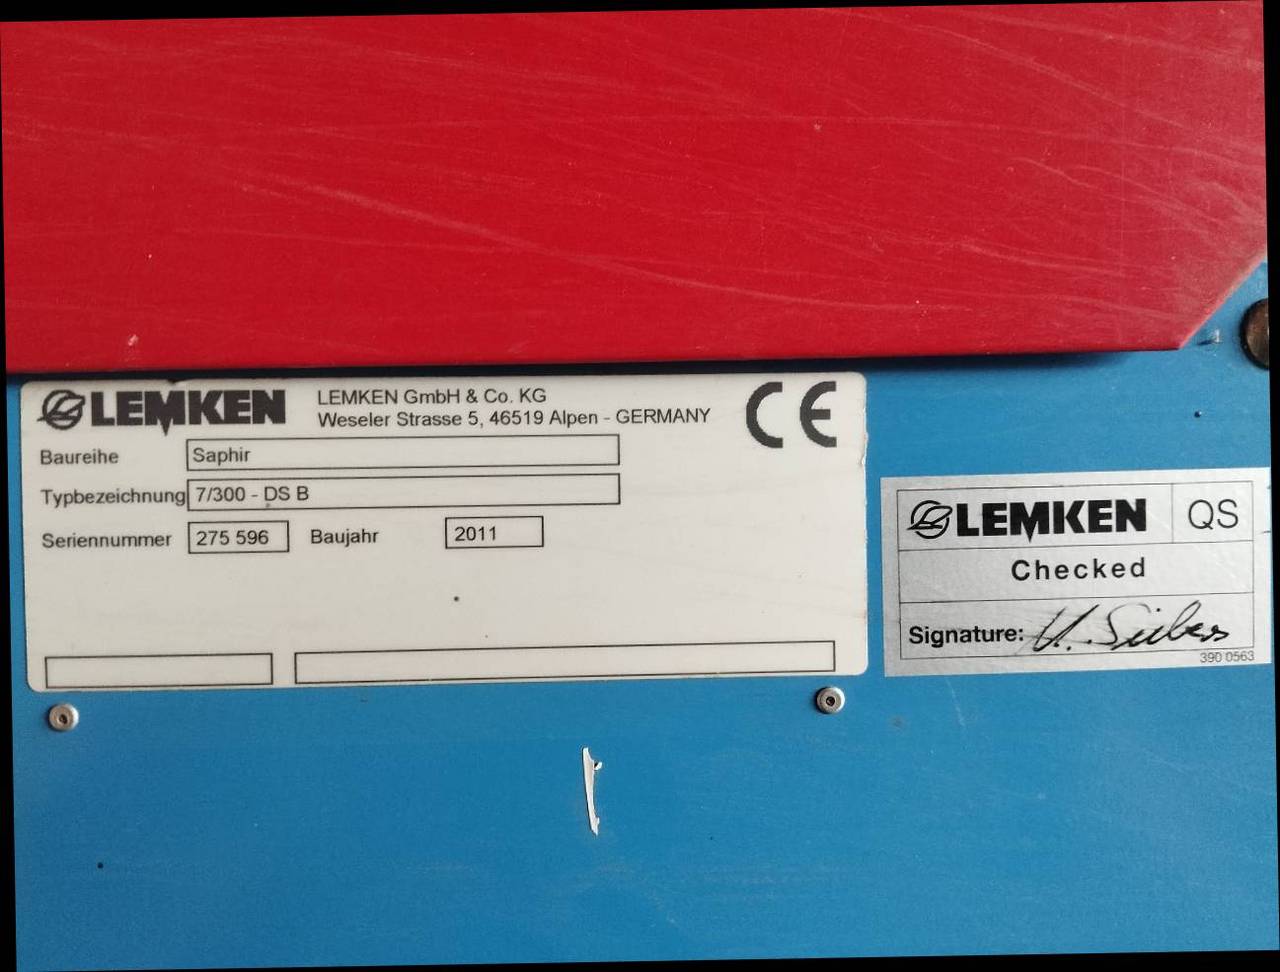 LEMKEN LEMKEN GmbH & Co. KG
Weseler Strasse 5, 46519 Alpen - GERMANY
CE
Baureihe Saphir
Typbezeichnung 7/300 - DS B
Seriennummer 275 596 Baujahr 2011
LEMKEN QS
Checked
Signature:
390 0563